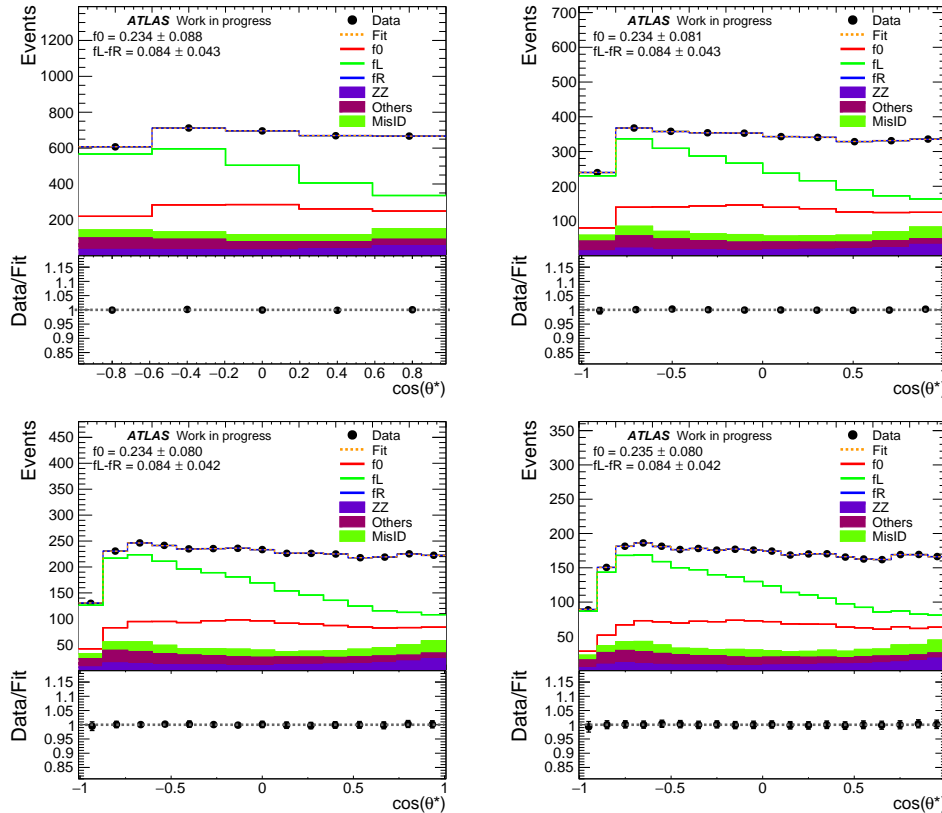 ATLAS Work in progress
f0 = 0.234 ± 0.088
fL-fR = 0.084 ± 0.043
Data
Fit
f0
fL
fR
ZZ
Others
MisID
Events
1200
1000
800
600
400
200
Data/Fit
1.15
1.1
1.05
1
0.95
0.9
0.85
−0.8 −0.6 −0.4 −0.2 0 0.2 0.4 0.6 0.8
cos(θ*)
ATLAS Work in progress
f0 = 0.234 ± 0.081
fL-fR = 0.084 ± 0.043
Data
Fit
f0
fL
fR
ZZ
Others
MisID
Events
700
600
500
400
300
200
100
Data/Fit
1.15
1.1
1.05
1
0.95
0.9
0.85
−1 −0.5 0 0.5 1
cos(θ*)
ATLAS Work in progress
f0 = 0.234 ± 0.080
fL-fR = 0.084 ± 0.042
Data
Fit
f0
fL
fR
ZZ
Others
MisID
Events
450
400
350
300
250
200
150
100
50
Data/Fit
1.15
1.1
1.05
1
0.95
0.9
0.85
−1 −0.5 0 0.5 1
cos(θ*)
ATLAS Work in progress
f0 = 0.235 ± 0.080
fL-fR = 0.084 ± 0.042
Data
Fit
f0
fL
fR
ZZ
Others
MisID
Events
350
300
250
200
150
100
50
Data/Fit
1.15
1.1
1.05
1
0.95
0.9
0.85
−1 −0.5 0 0.5 1
cos(θ*)